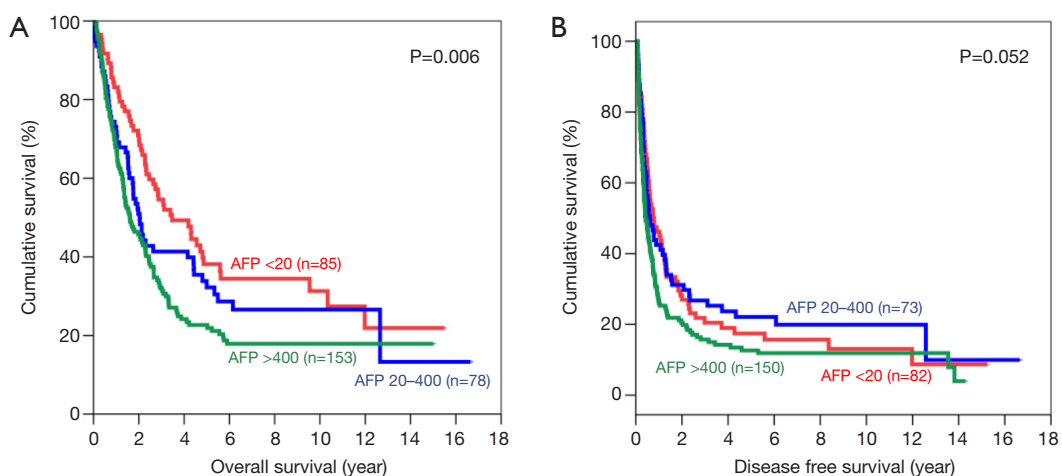 A
P=0.006
Cumulative survival (%)
100
80
60
40
20
0
AFP <20 (n=85)
AFP >400 (n=153)
AFP 20–400 (n=78)
0 2 4 6 8 10 12 14 16 18
Overall survival (year)
B
P=0.052
Cumulative survival (%)
100
80
60
40
20
0
AFP 20–400 (n=73)
AFP >400 (n=150)
AFP <20 (n=82)
0 2 4 6 8 10 12 14 16 18
Disease free survival (year)